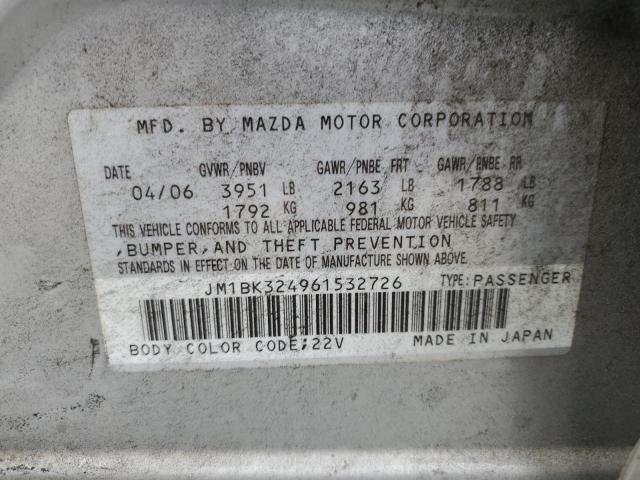 MFD. BY MAZDA MOTOR CORPORATION
DATE GVWR/PNBV GAWR/PNBE FRT GAWR/PNBE RR
04/06 3951 LB 2163 LB 1788 LB
1792 KG 981 KG 811 KG
THIS VEHICLE CONFORMS TO ALL APPLICABLE FEDERAL MOTOR VEHICLE SAFETY
,BUMPER,AND THEFT PREVENTION
STANDARDS IN EFFECT ON THE DATE OF MANUFACTURE SHOWN ABOVE.
JM1BK324961532726 TYPE:PASSENGER
BODY COLOR CODE;22V MADE IN JAPAN